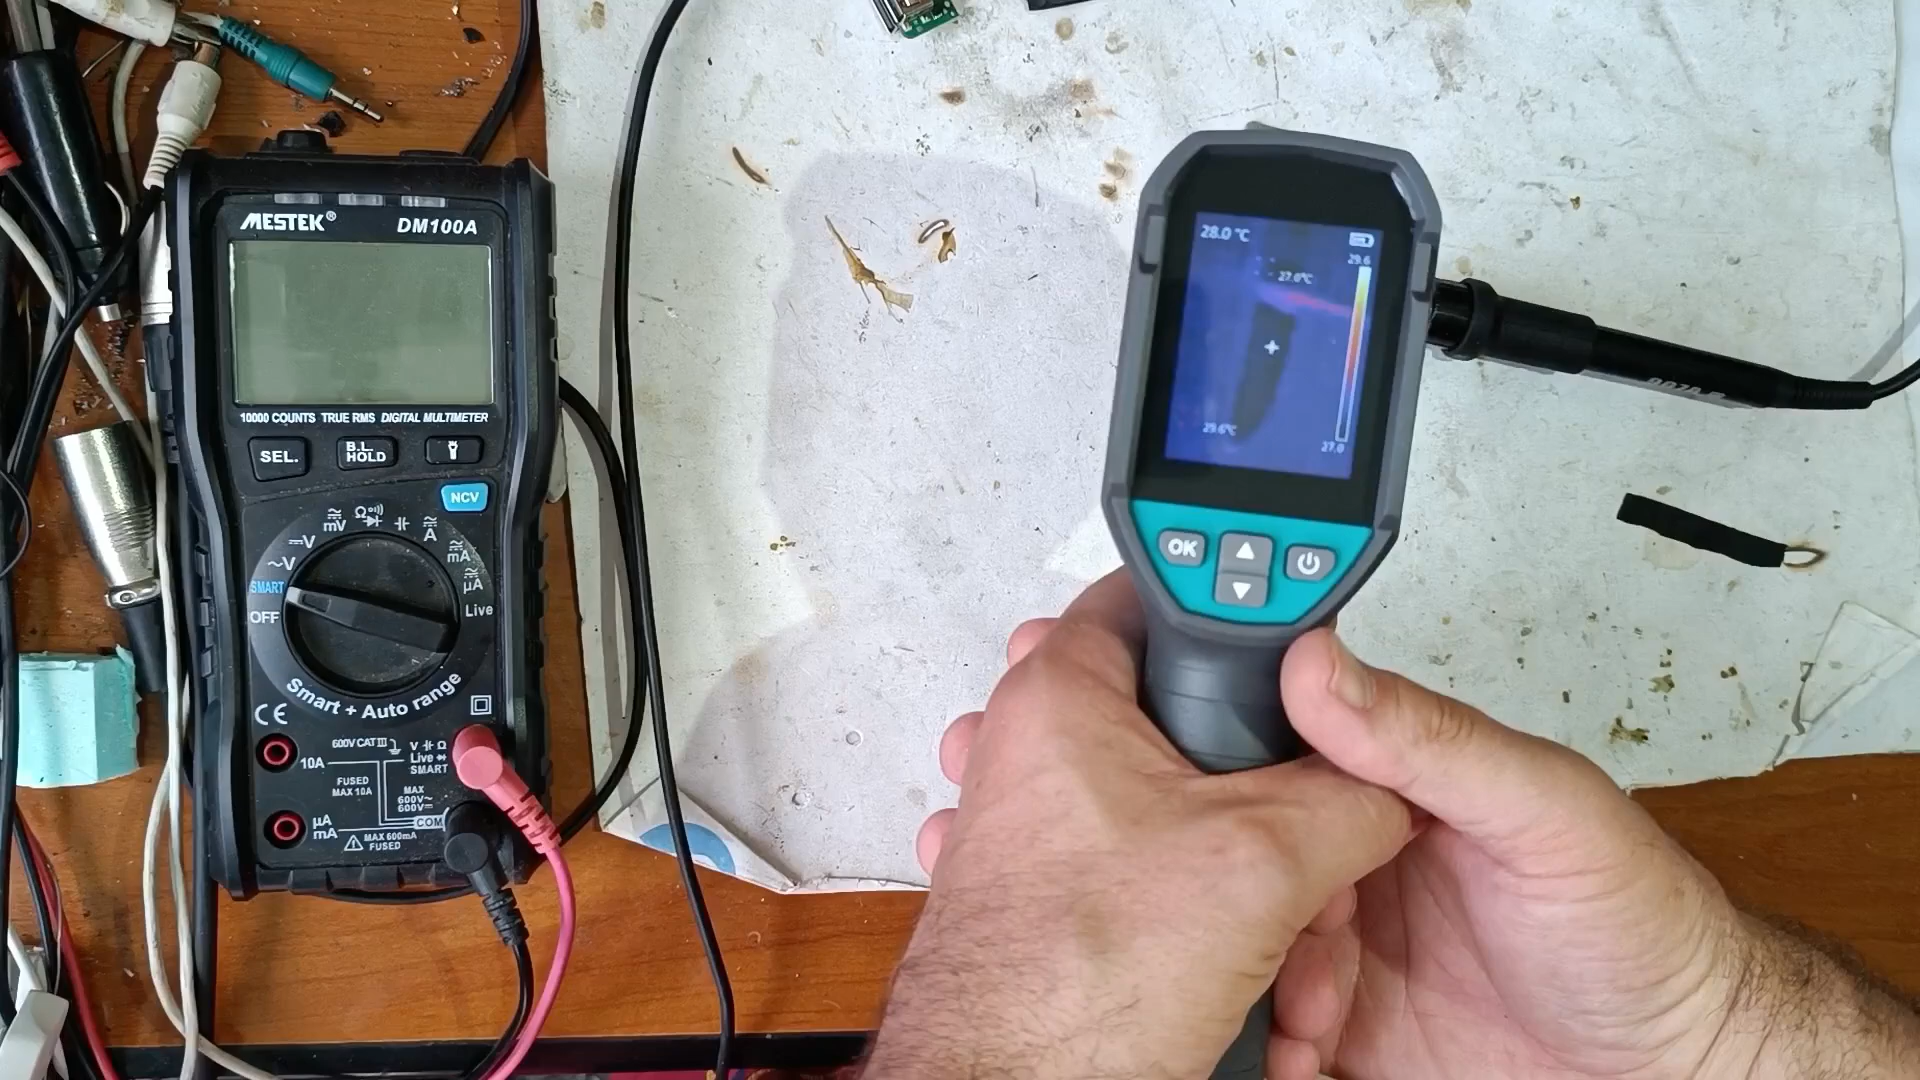 MESTEK®
DM100A
10000 COUNTS TRUE RMS DIGITAL MULTIMETER
SEL.
B.L
HOLD
NCV
mV
Ω
A
V
mA
~V
µA
SMART
Live
OFF
Smart + Auto range
CE
600V CAT III
V Ω
Live
SMART
10A
FUSED
MAX 10A
MAX
600V~
600V
COM
µA
mA
MAX 600mA
FUSED
28.0 ℃
29.6
27.0℃
29.6℃
27.0
OK